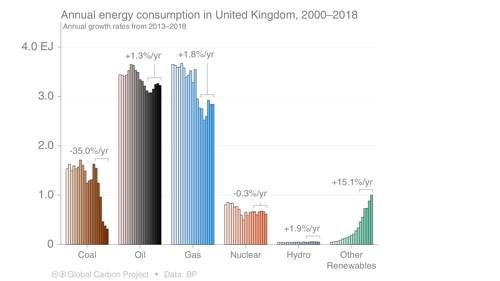 Annual energy consumption in United Kingdom, 2000–2018
Annual growth rates from 2013–2018
4.0 EJ
+1.3%/yr
+1.8%/yr
3.0
2.0
-35.0%/yr
+15.1%/yr
1.0
-0.3%/yr
+1.9%/yr
0
Coal
Oil
Gas
Nuclear
Hydro
Other
Renewables
Global Carbon Project • Data: BP